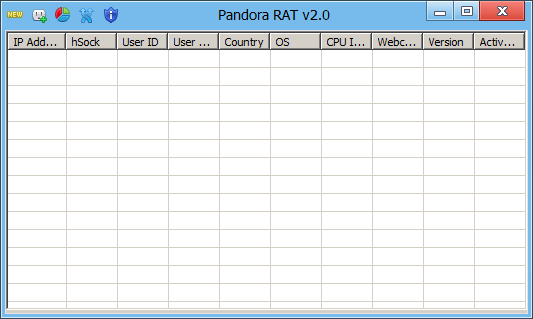 Pandora RAT v2.0
NEW
IP Add... hSock User ID User ... Country OS CPU I... Webc... Version Activ...